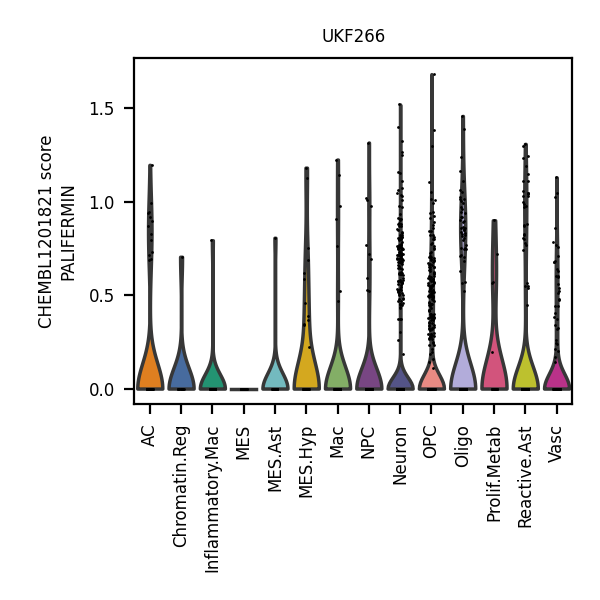 UKF266
CHEMBL1201821 score
PALIFERMIN
1.5
1.0
0.5
0.0
AC
Chromatin.Reg
Inflammatory.Mac
MES
MES.Ast
MES.Hyp
Mac
NPC
Neuron
OPC
Oligo
Prolif.Metab
Reactive.Ast
Vasc